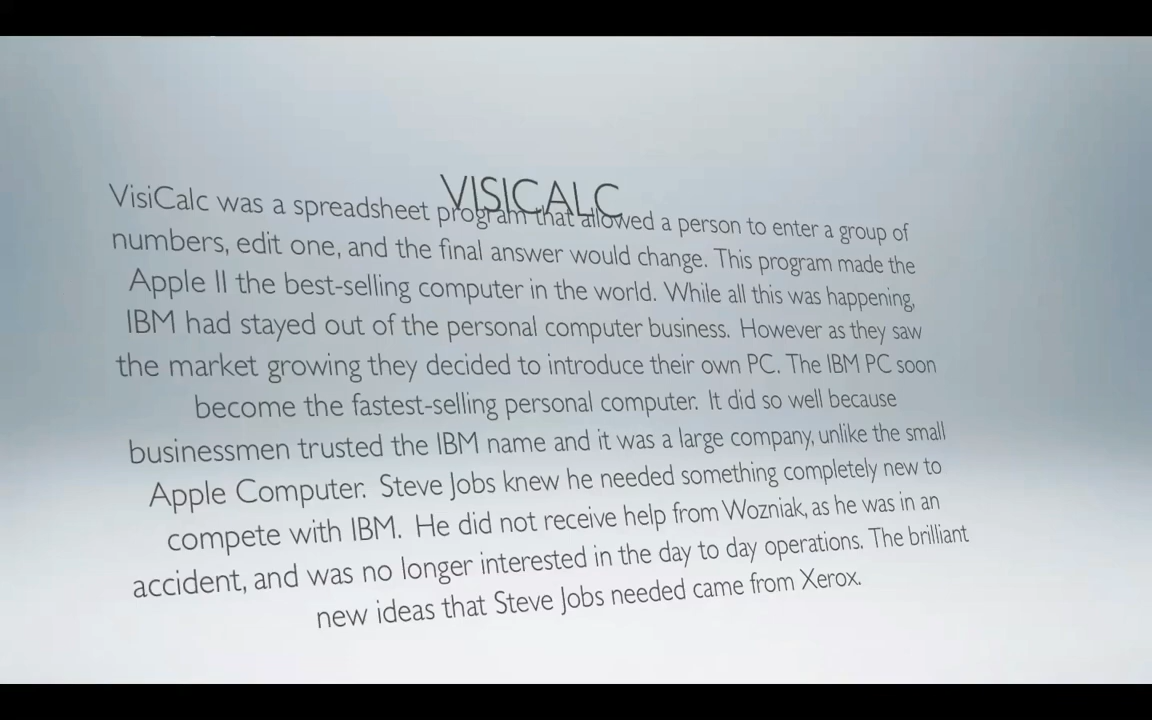 VISICALC
VisiCalc was a spreadsheet program that allowed a person to enter a group of
numbers, edit one, and the final answer would change. This program made the
Apple II the best-selling computer in the world. While all this was happening,
IBM had stayed out of the personal computer business. However as they saw
the market growing they decided to introduce their own PC. The IBM PC soon
become the fastest-selling personal computer. It did so well because
businessmen trusted the IBM name and it was a large company, unlike the small
Apple Computer. Steve Jobs knew he needed something completely new to
compete with IBM. He did not receive help from Wozniak, as he was in an
accident, and was no longer interested in the day to day operations. The brilliant
new ideas that Steve Jobs needed came from Xerox.